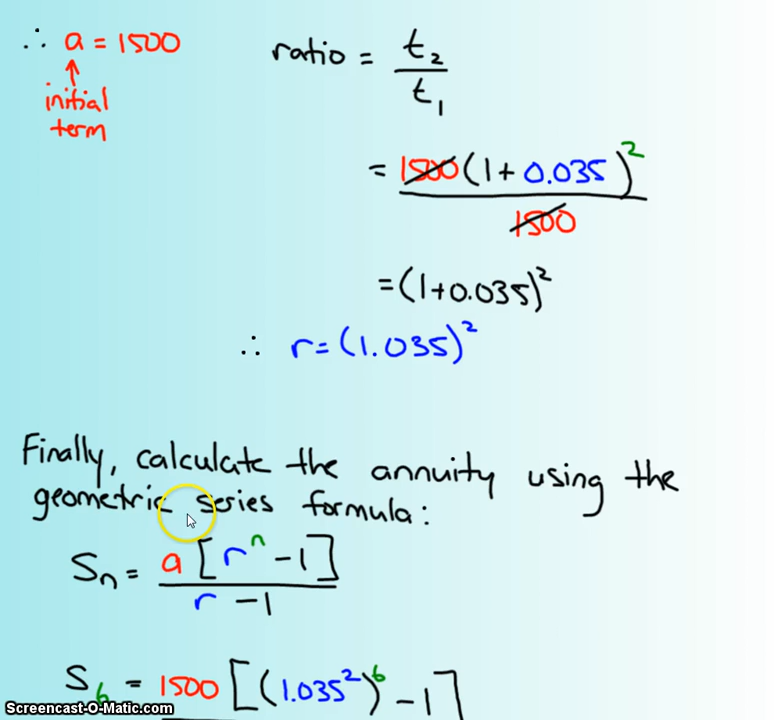 ∴ a = 1500
↑
initial
term
ratio = t₂/t₁
= 1500(1+0.035)²/1500
=(1+0.035)²
∴ r=(1.035)²
Finally, calculate the annuity using the
geometric series formula:
Sₙ = a[rⁿ-1]/r-1
S₆ = 1500[(1.035²)⁶-1]
Screencast-O-Matic.com